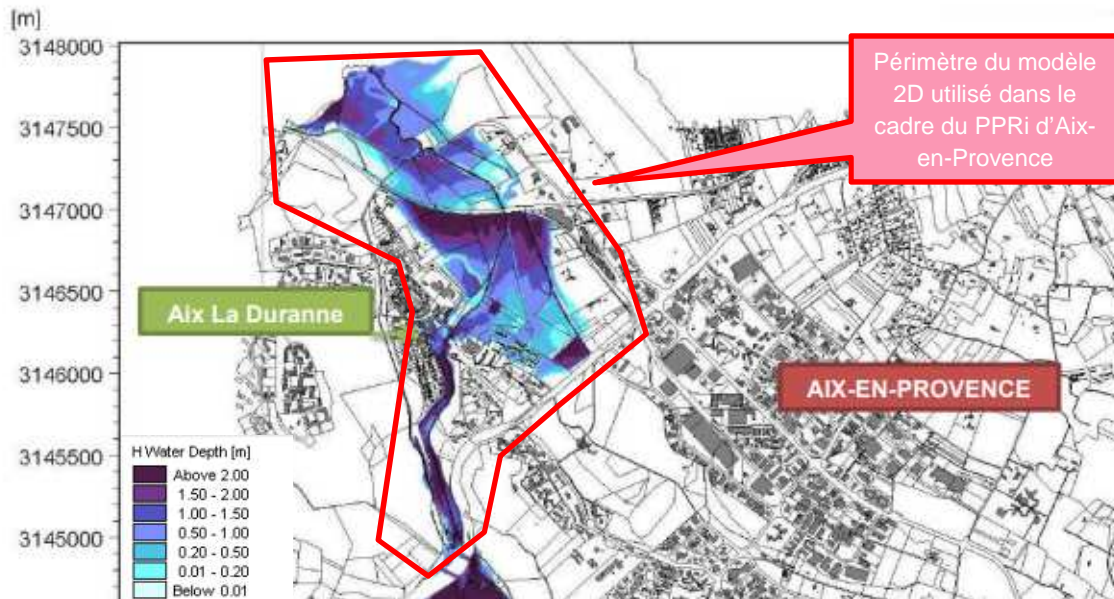 [m]
3148000
3147500
3147000
3146500
3146000
3145500
3145000
Périmètre du modèle
2D utilisé dans le
cadre du PPRi d’Aix-
en-Provence
Aix La Duranne
AIX-EN-PROVENCE
H Water Depth [m]
Above 2.00
1.50 - 2.00
1.00 - 1.50
0.50 - 1.00
0.20 - 0.50
0.01 - 0.20
Below 0.01